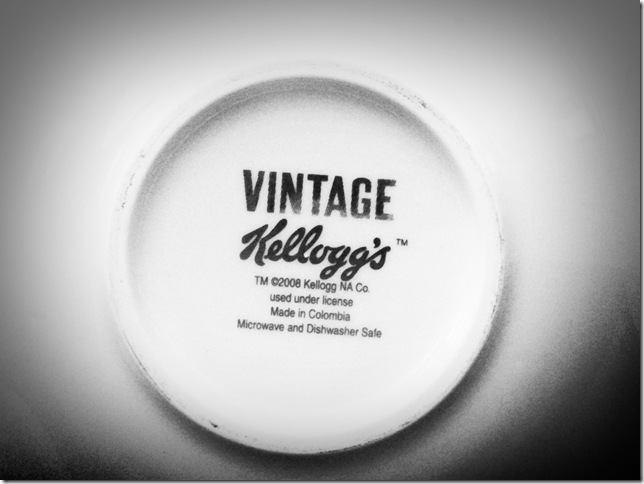 VINTAGE
Kellogg's™
TM ©2008 Kellogg NA Co.
used under license
Made in Colombia
Microwave and Dishwasher Safe